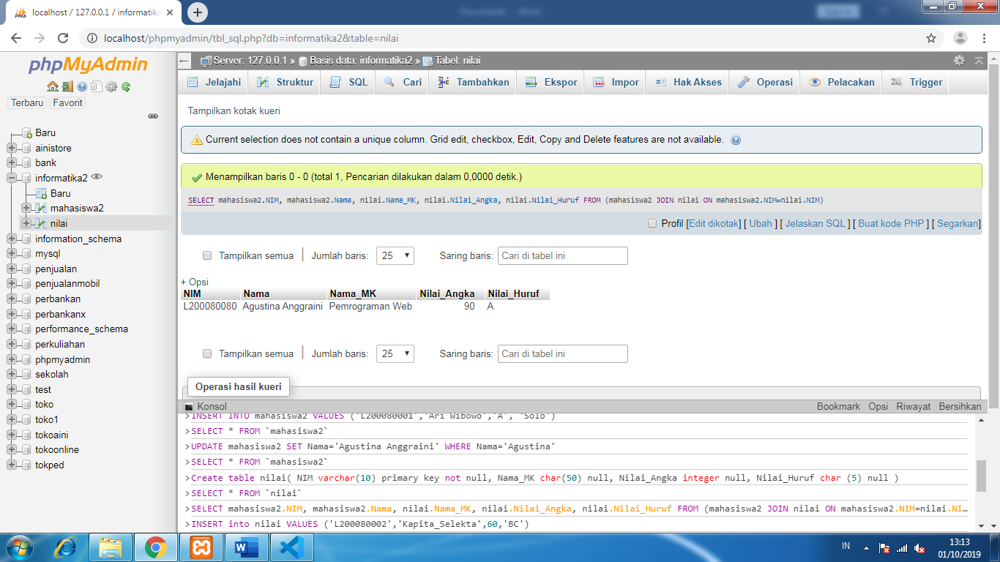 localhost / 127.0.0.1 / informatika
localhost/phpmyadmin/tbl_sql.php?db=informatika2&table=nilai
phpMyAdmin
Terbaru Favorit
Baru
ainistore
bank
informatika2
Baru
mahasiswa2
nilai
information_schema
mysql
penjualan
penjualanmobil
perbankan
perbankanx
performance_schema
perkuliahan
phpmyadmin
sekolah
test
toko
toko1
tokoaini
tokoonline
tokped
Server: 127.0.0.1 » Basis data: informatika2 » Tabel: nilai
Jelajahi Struktur SQL Cari Tambahkan Ekspor Impor Hak Akses Operasi Pelacakan Trigger
Tampilkan kotak kueri
Current selection does not contain a unique column. Grid edit, checkbox, Edit, Copy and Delete features are not available.
Menampilkan baris 0 - 0 (total 1, Pencarian dilakukan dalam 0,0000 detik.)
SELECT mahasiswa2.NIM, mahasiswa2.Nama, nilai.Nama_MK, nilai.Nilai_Angka, nilai.Nilai_Huruf FROM (mahasiswa2 JOIN nilai ON mahasiswa2.NIM=nilai.NIM)
Profil [Edit dikotak] [ Ubah ] [ Jelaskan SQL ] [ Buat kode PHP ] [ Segarkan]
Tampilkan semua | Jumlah baris: 25 Saring baris: Cari di tabel ini
+ Opsi
NIM Nama Nama_MK Nilai_Angka Nilai_Huruf
L200080080 Agustina Anggraini Pemrograman Web 90 A
Tampilkan semua | Jumlah baris: 25 Saring baris: Cari di tabel ini
Operasi hasil kueri
Konsol Bookmark Opsi Riwayat Bersihkan
>INSERT INTO mahasiswa2 VALUES ('L200080001','Ari Wibowo','A', 'Solo')
>SELECT * FROM `mahasiswa2`
>UPDATE mahasiswa2 SET Nama='Agustina Anggraini' WHERE Nama='Agustina'
>SELECT * FROM `mahasiswa2`
>Create table nilai( NIM varchar(10) primary key not null, Nama_MK char(50) null, Nilai_Angka integer null, Nilai_Huruf char (5) null )
>SELECT * FROM `nilai`
>SELECT mahasiswa2.NIM, mahasiswa2.Nama, nilai.Nama_MK, nilai.Nilai_Angka, nilai.Nilai_Huruf FROM (mahasiswa2 JOIN nilai ON mahasiswa2.NIM=nilai.NI…
>INSERT into nilai VALUES ('L200080002','Kapita_Selekta',60,'BC')
IN
13:13
01/10/2019